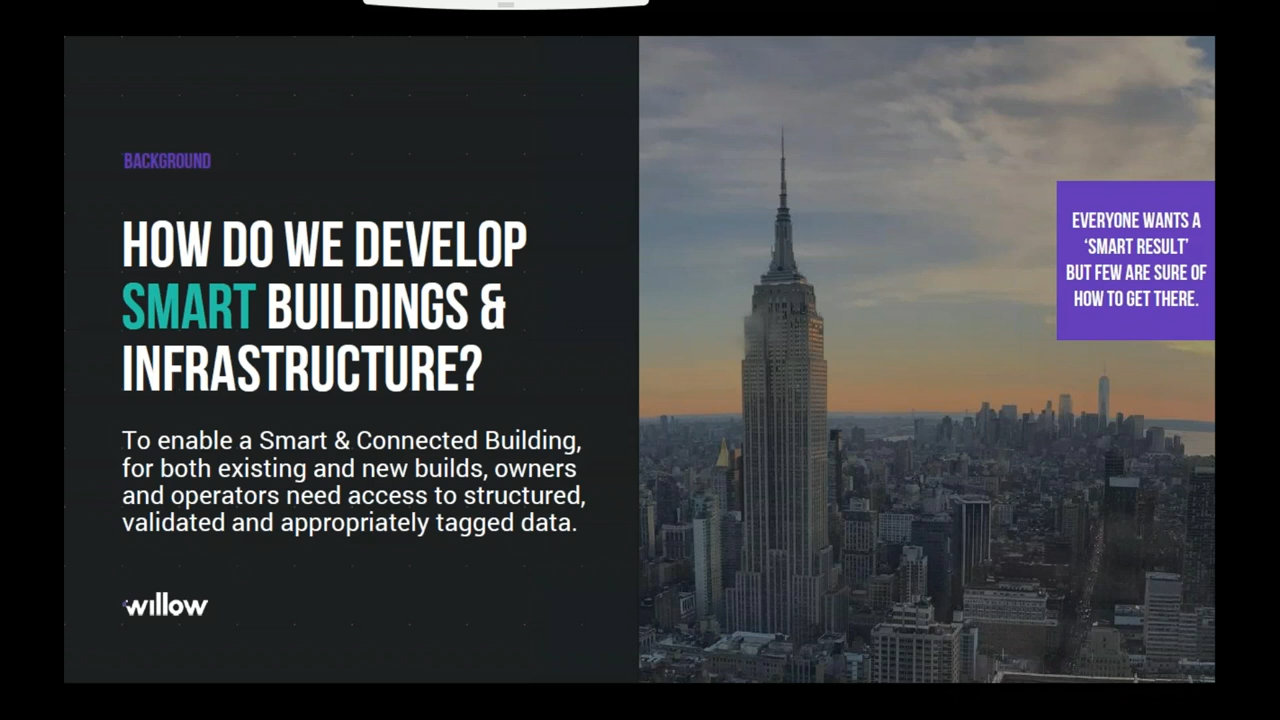 BACKGROUND
HOW DO WE DEVELOP
SMART BUILDINGS &
INFRASTRUCTURE?
To enable a Smart & Connected Building,
for both existing and new builds, owners
and operators need access to structured,
validated and appropriately tagged data.
willow
EVERYONE WANTS A
‘SMART RESULT’
BUT FEW ARE SURE OF
HOW TO GET THERE.